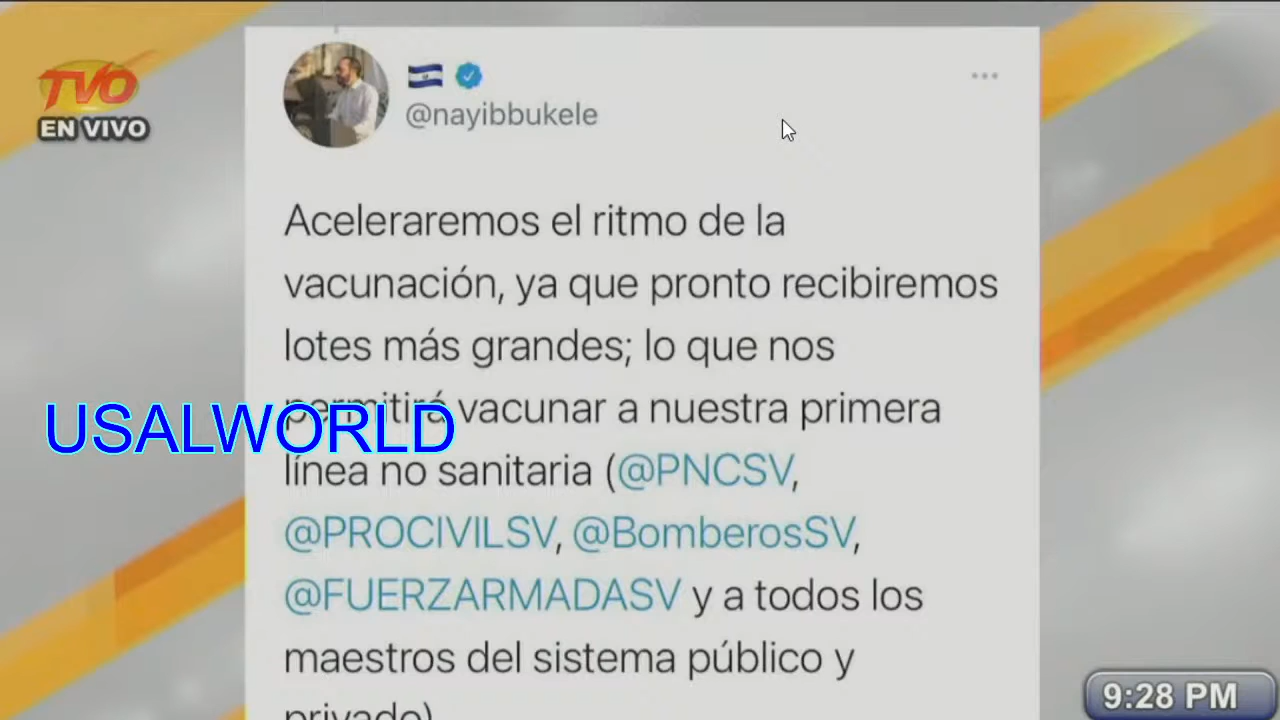 TVO
EN VIVO
@nayibbukele
Aceleraremos el ritmo de la
vacunación, ya que pronto recibiremos
lotes más grandes; lo que nos
permitirá vacunar a nuestra primera
USALWORLD
línea no sanitaria (@PNCSV,
@PROCIVILSV, @BomberosSV,
@FUERZARMADASV y a todos los
maestros del sistema público y
privado)
9:28 PM